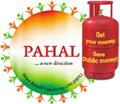 PAHAL
... a new direction
Get
your money.
Save
Public money.